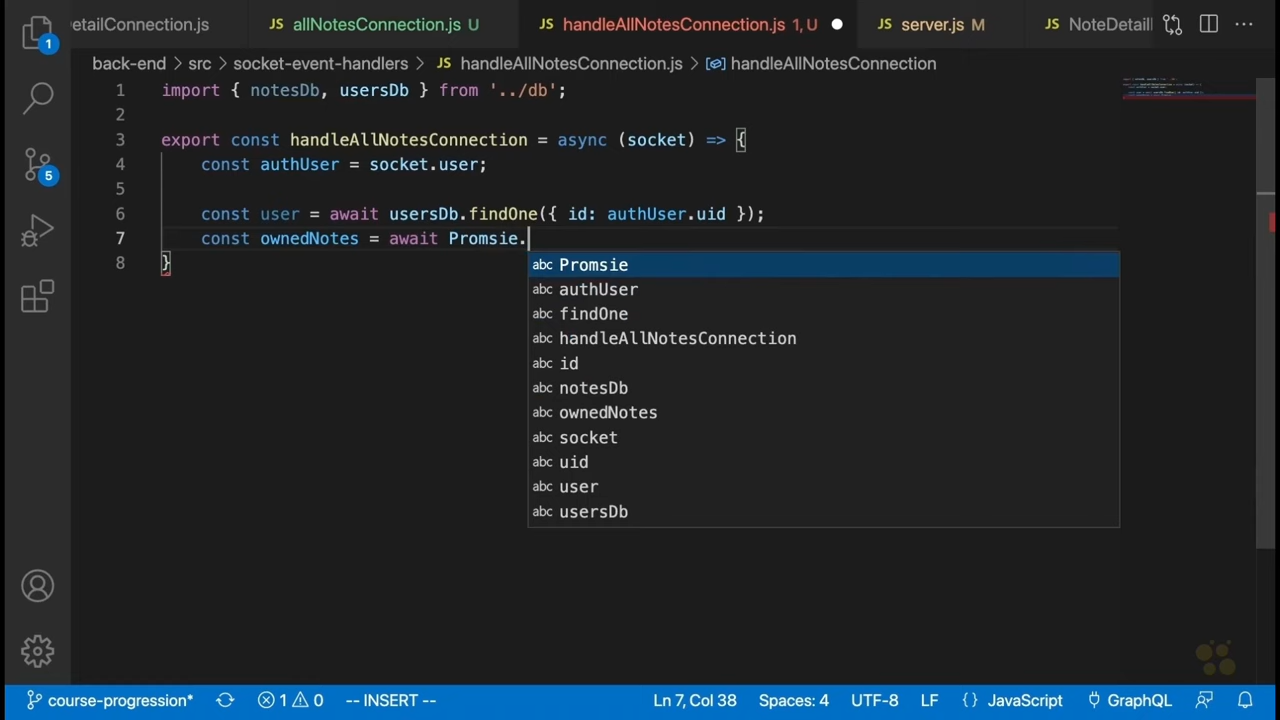 etailConnection.js JS allNotesConnection.js U JS handleAllNotesConnection.js 1, U JS server.js M JS NoteDetail
back-end > src > socket-event-handlers > JS handleAllNotesConnection.js > handleAllNotesConnection
1 import { notesDb, usersDb } from '../db';
2
3 export const handleAllNotesConnection = async (socket) => {
4 const authUser = socket.user;
5
6 const user = await usersDb.findOne({ id: authUser.uid });
7 const ownedNotes = await Promsie.
8 }
abc Promsie
abc authUser
abc findOne
abc handleAllNotesConnection
abc id
abc notesDb
abc ownedNotes
abc socket
abc uid
abc user
abc usersDb
1
5
course-progression* 1 0 -- INSERT -- Ln 7, Col 38 Spaces: 4 UTF-8 LF {} JavaScript GraphQL